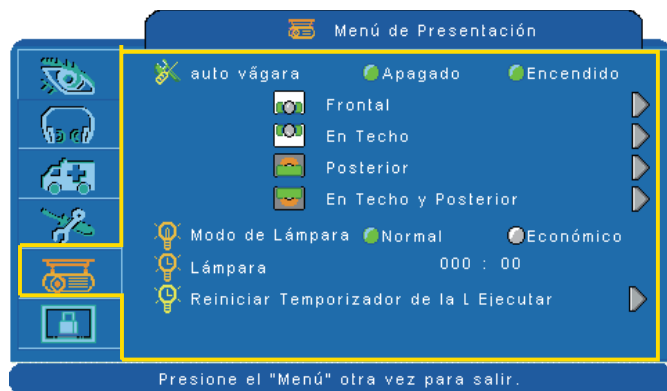 Menú de Presentación
auto vãgara Apagado Encendido
Frontal
En Techo
Posterior
En Techo y Posterior
Modo de Lámpara Normal Económico
Lámpara 000 : 00
Reiniciar Temporizador de la L Ejecutar
Presione el "Menú" otra vez para salir.